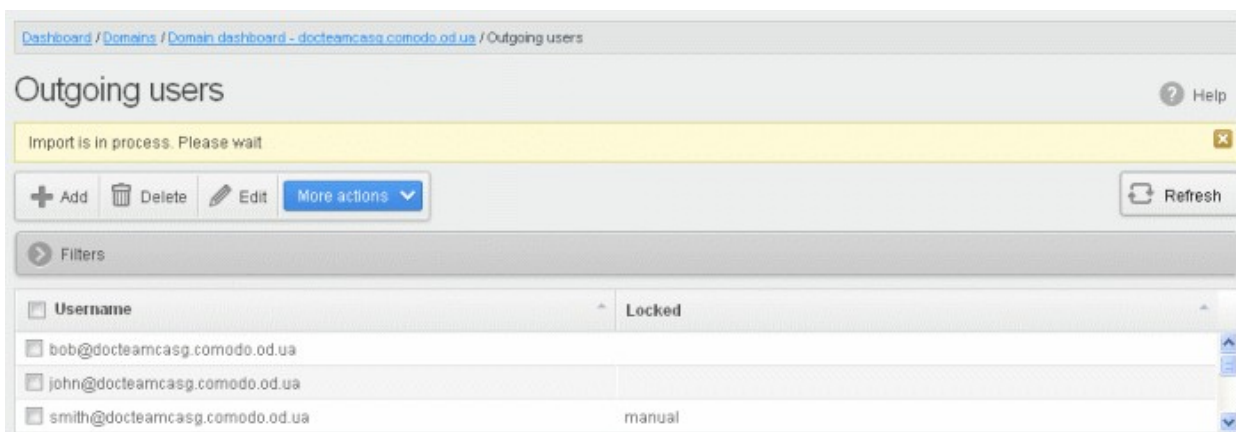 Dashboard / Domains / Domain dashboard - docteamcasg.comodo.od.ua / Outgoing users
Outgoing users
Help
Import is in process. Please wait
Add Delete Edit More actions Refresh
Filters
Username Locked
bob@docteamcasg.comodo.od.ua
john@docteamcasg.comodo.od.ua
smith@docteamcasg.comodo.od.ua manual